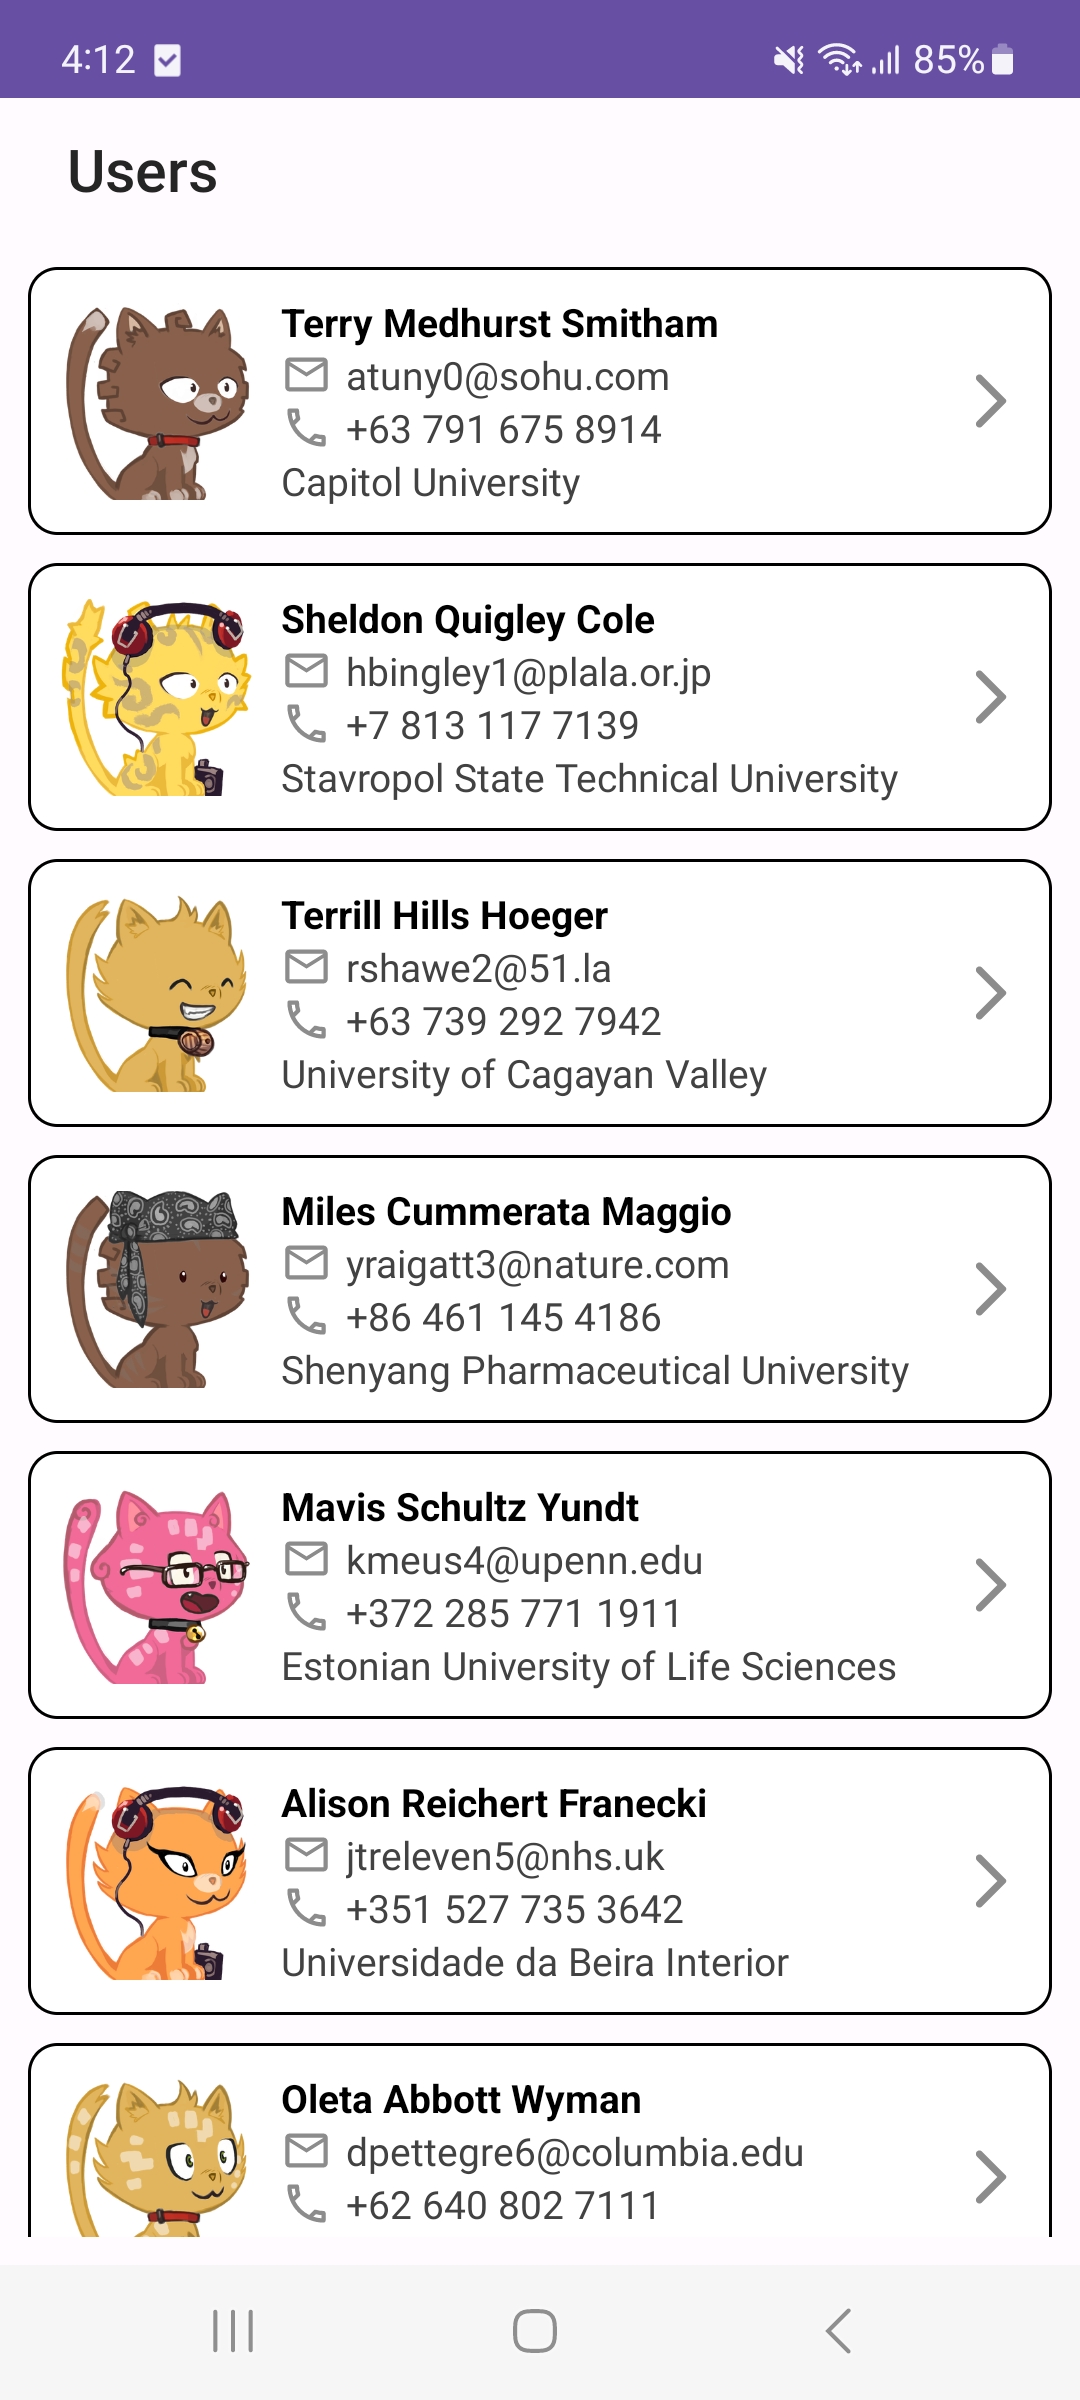 4:12
85%
Users
Terry Medhurst Smitham
atuny0@sohu.com
+63 791 675 8914
Capitol University
Sheldon Quigley Cole
hbingley1@plala.or.jp
+7 813 117 7139
Stavropol State Technical University
Terrill Hills Hoeger
rshawe2@51.la
+63 739 292 7942
University of Cagayan Valley
Miles Cummerata Maggio
yraigatt3@nature.com
+86 461 145 4186
Shenyang Pharmaceutical University
Mavis Schultz Yundt
kmeus4@upenn.edu
+372 285 771 1911
Estonian University of Life Sciences
Alison Reichert Franecki
jtreleven5@nhs.uk
+351 527 735 3642
Universidade da Beira Interior
Oleta Abbott Wyman
dpettegre6@columbia.edu
+62 640 802 7111